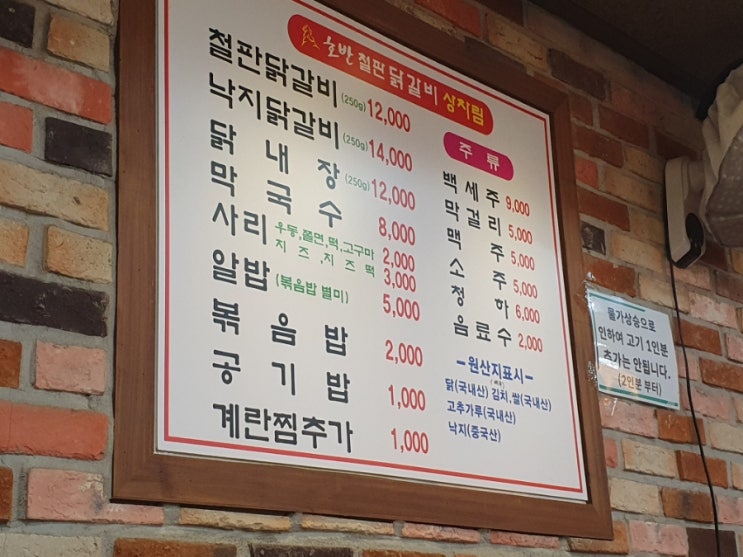 춘반 철판닭갈비 상차림
철판닭갈비(250g) 12,000
낙지닭갈비(250g) 14,000
닭내장(250g) 12,000
막국수 8,000
사리 우동,쫄면,떡,고구마 2,000
치즈,치즈떡 3,000
알밥(볶음밥 별미) 5,000
볶음밥 2,000
공기밥 1,000
계란찜추가 1,000
주류
백세주 9,000
막걸리 5,000
맥주 5,000
소주 5,000
청하 6,000
음료수 2,000
-원산지표시-
닭(국내산) 김치,쌀(국내산)
고추가루(국내산)
낙지(중국산)
물가상승으로
인하여 고기 1인분
추가는 안됩니다.
(2인분 부터)